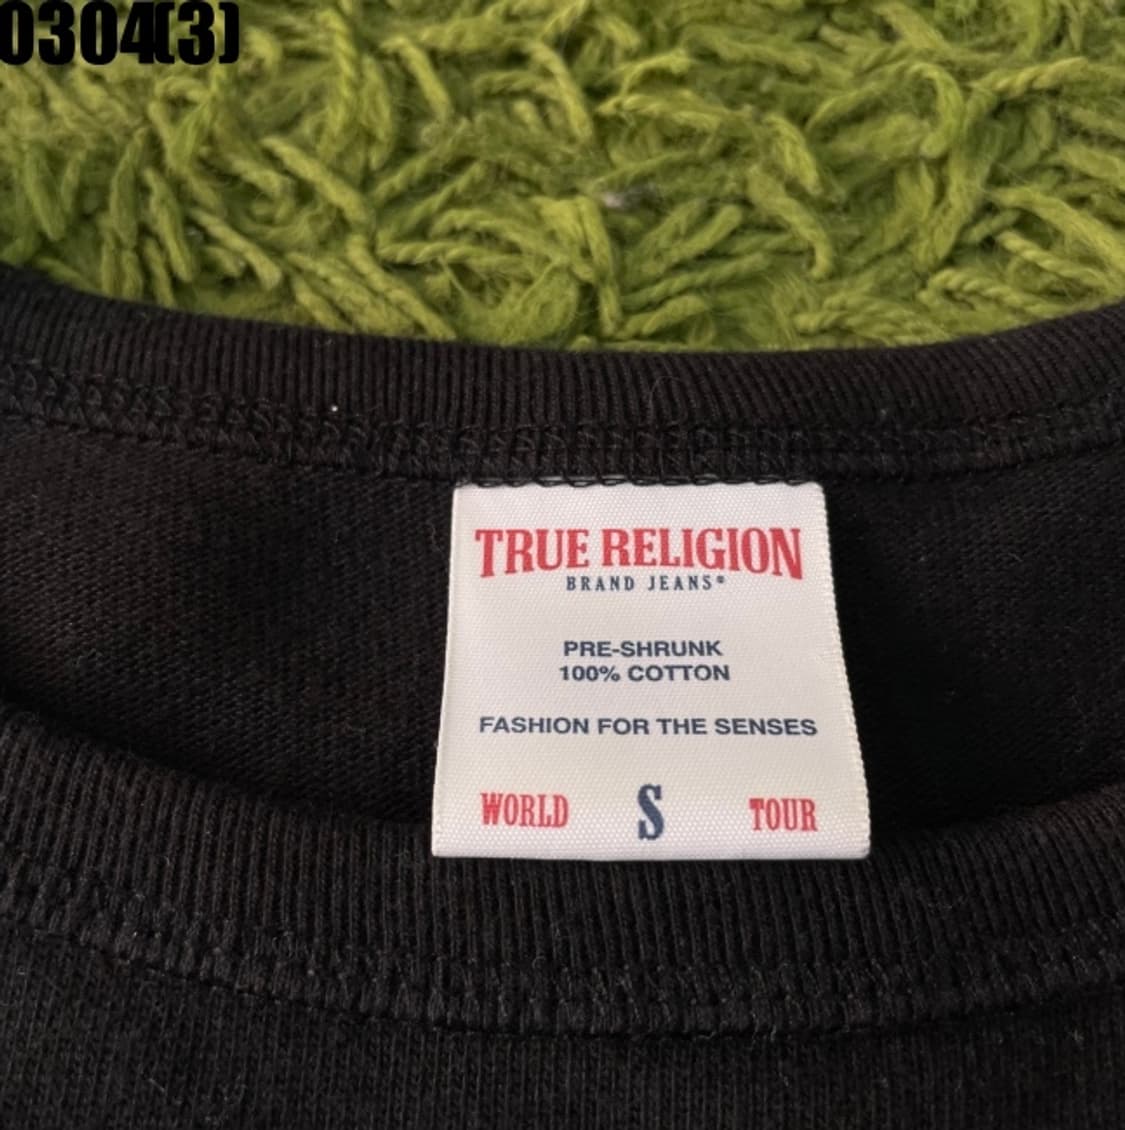 0304(3)
TRUE RELIGION
BRAND JEANS®
PRE-SHRUNK
100% COTTON
FASHION FOR THE SENSES
WORLD S TOUR